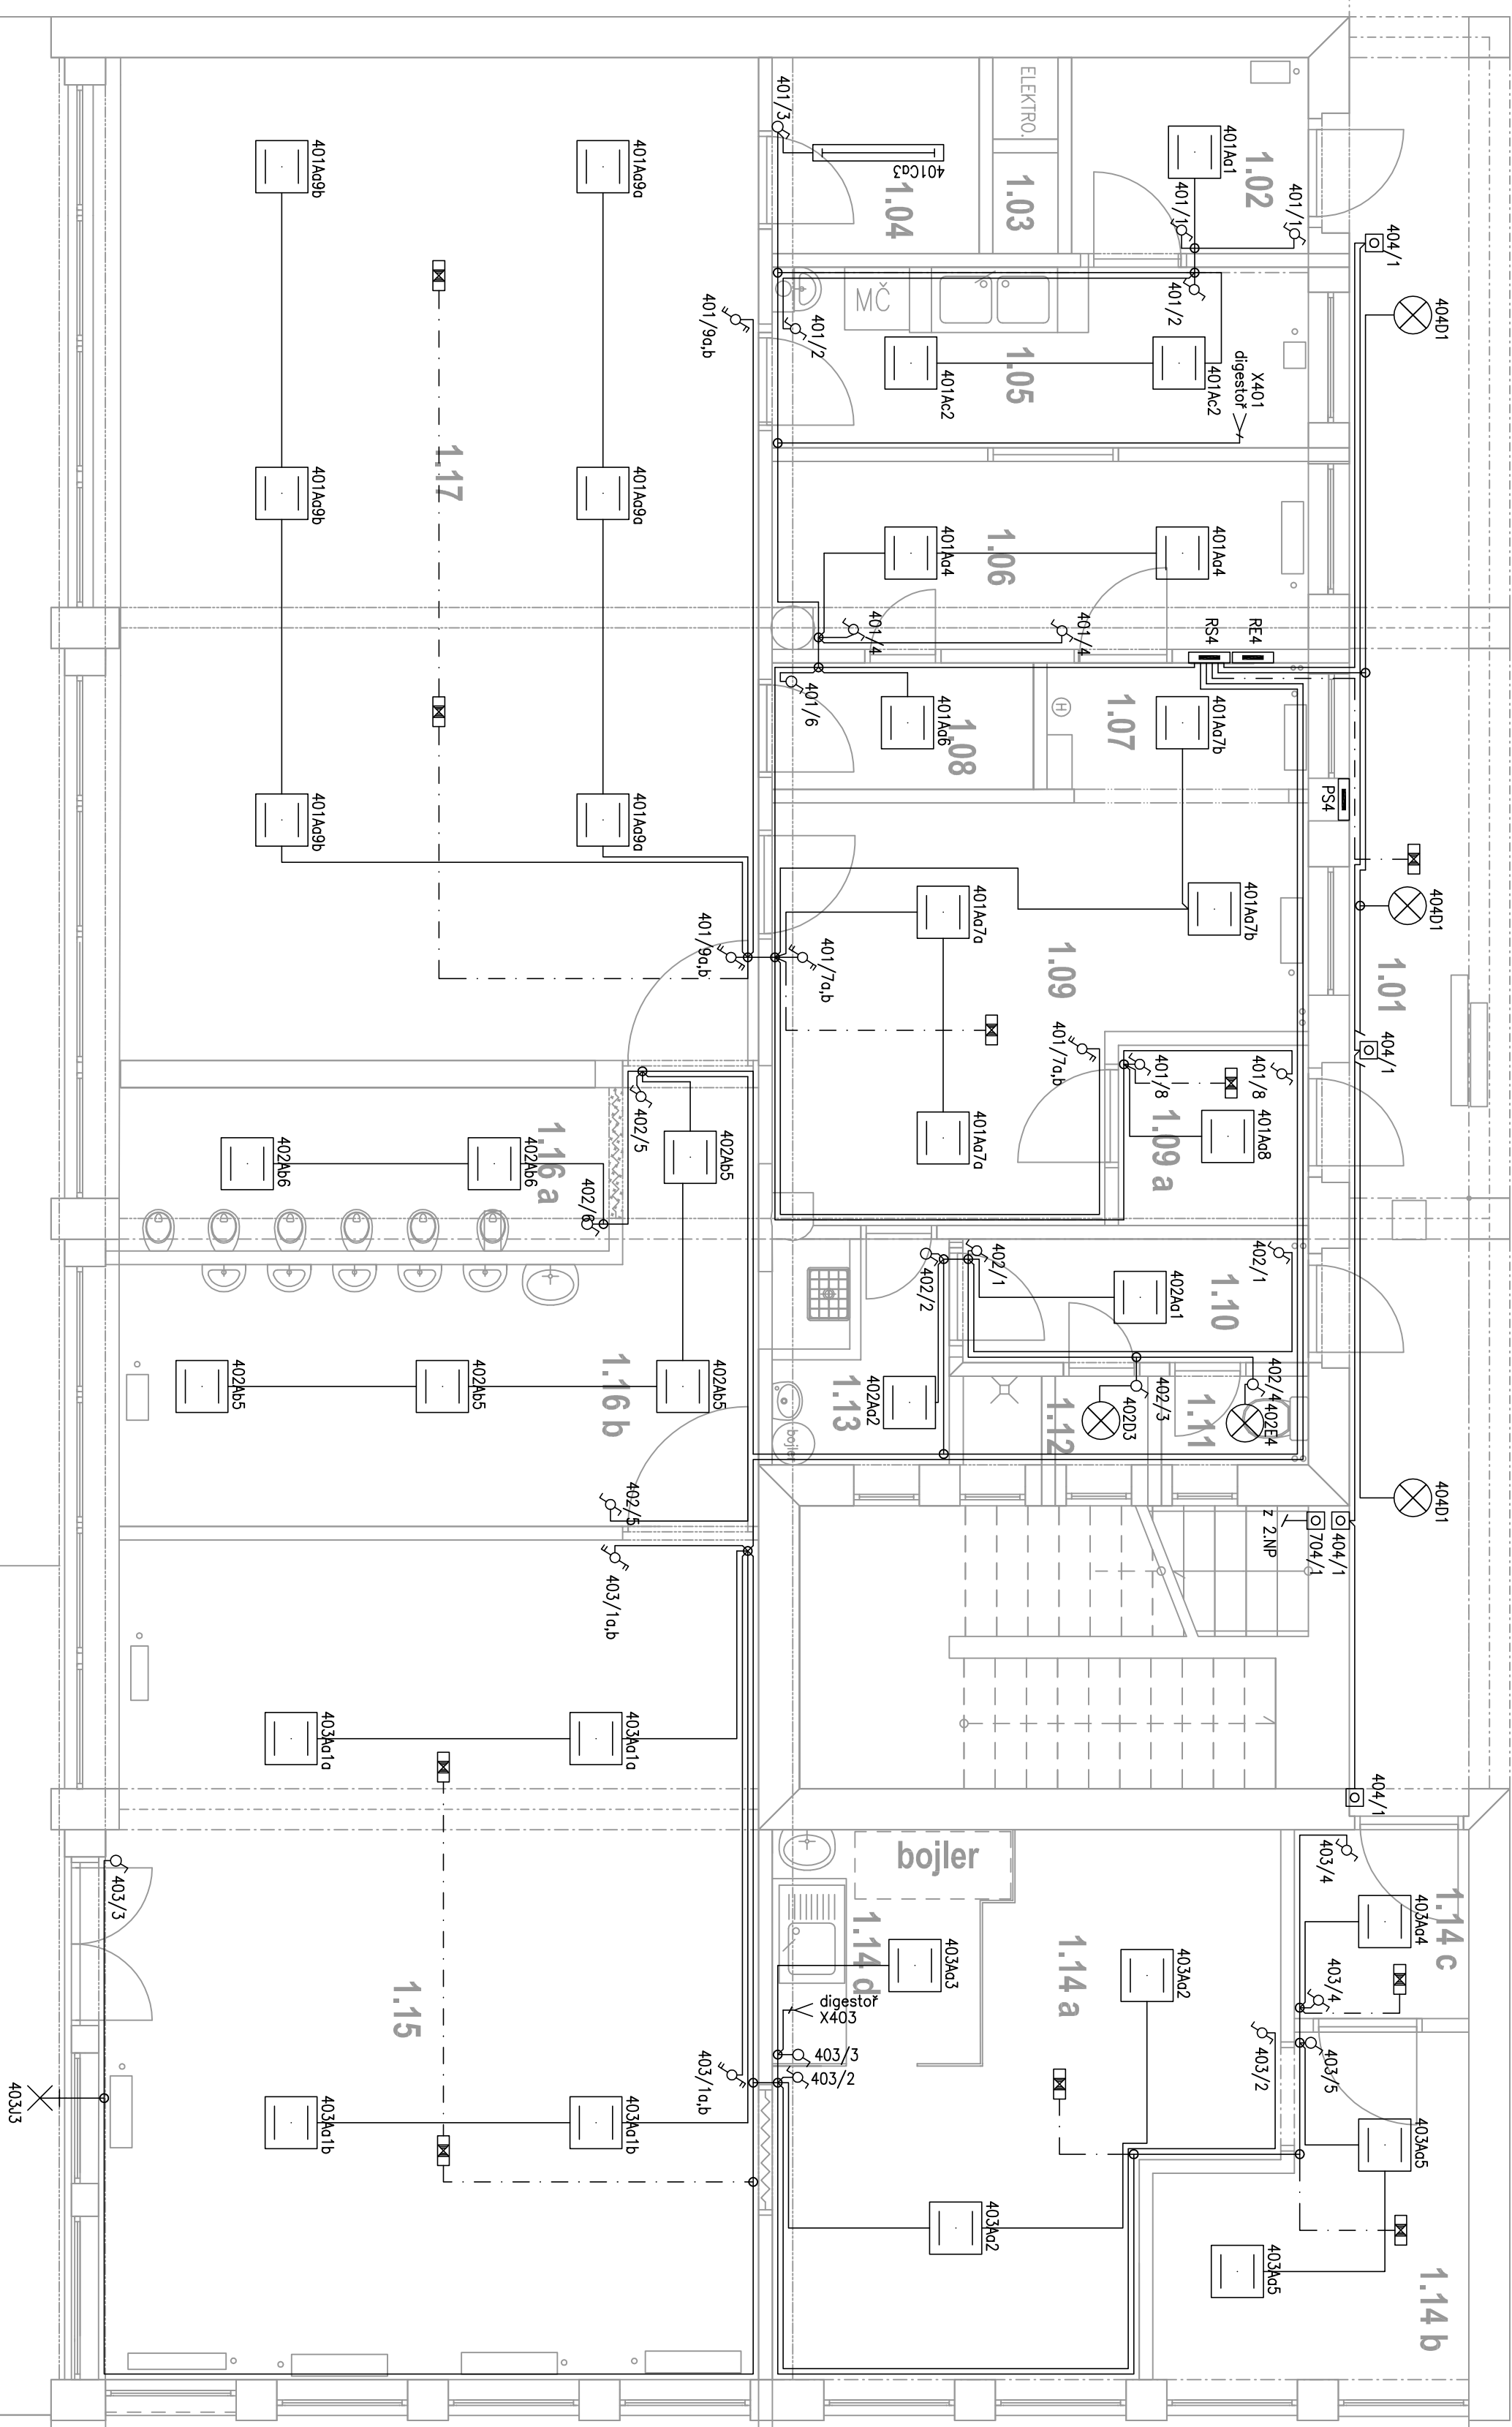 404/1
404D1
404D1
404/1
404D1
404/1
704/1
z 2.NP
404/1
1.01
1.02
401Aa1
401/1
401/1
ELEKTRO.
1.03
1.04
401Ca3
401/3
401/2
401/2
MČ
1.05
401Ac2
401Ac2
X401
digestoř
1.06
401Aa4
401Aa4
401/4
401/4
RE4
RS4
PS4
401Aa7b
1.07
H
1.08
401Aa6
401/6
401Aa7b
1.09
401Aa7a
401Aa7a
401/7a,b
401/7a,b
401/8
401/8
401Aa8
1.09 a
402/1
402/1
1.10
402Aa1
402/2
402/4
402E4
1.11
402/3
402D3
1.12
1.13
402Aa2
bojler
1.14 c
403/4
403Aa4
403/4
403/5
403/2
403Aa5
403Aa5
1.14 b
1.14 a
403Aa2
403Aa2
bojler
1.14 d
403Aa3
digestoř
X403
403/3
403/2
401/9a,b
401/9a,b
401Aa9a
401Aa9a
401Aa9a
1.17
401Aa9b
401Aa9b
401Aa9b
402/5
402Ab5
1.16 a
402/6
402Ab6
402Ab6
1.16 b
402Ab5
402Ab5
402Ab5
402/5
403/1a,b
403Aa1a
403Aa1a
403/1a,b
403Aa1b
403Aa1b
1.15
403/3
403J3